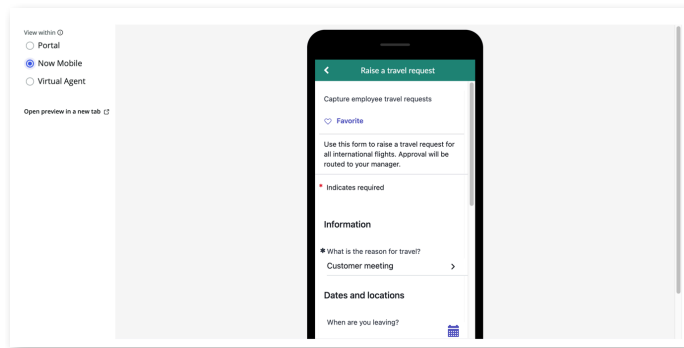 View within
Portal
Now Mobile
Virtual Agent
Open preview in a new tab
Raise a travel request
Capture employee travel requests
Favorite
Use this form to raise a travel request for
all international flights. Approval will be
routed to your manager.
* Indicates required
Information
* What is the reason for travel?
Customer meeting
Dates and locations
When are you leaving?